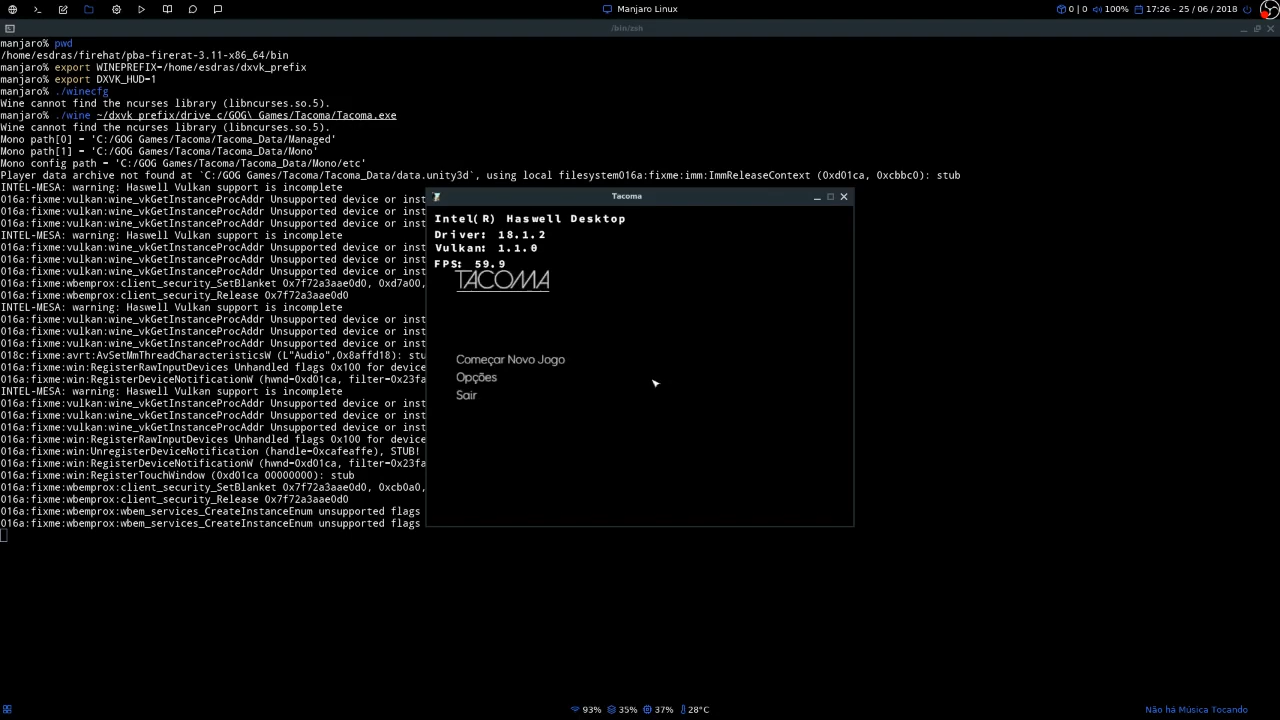 Manjaro Linux
0 | 0 100% 17:26 - 25 / 06 / 2018
/bin/zsh
manjaro% pwd
/home/esdras/firehat/pba-firerat-3.11-x86_64/bin
manjaro% export WINEPREFIX=/home/esdras/dxvk_prefix
manjaro% export DXVK_HUD=1
manjaro% ./winecfg
Wine cannot find the ncurses library (libncurses.so.5).
manjaro% ./wine ~/dxvk_prefix/drive_c/GOG\ Games/Tacoma/Tacoma.exe
Wine cannot find the ncurses library (libncurses.so.5).
Mono path[0] = 'C:/GOG Games/Tacoma/Tacoma_Data/Managed'
Mono path[1] = 'C:/GOG Games/Tacoma/Tacoma_Data/Mono'
Mono config path = 'C:/GOG Games/Tacoma/Tacoma_Data/Mono/etc'
Player data archive not found at `C:/GOG Games/Tacoma/Tacoma_Data/data.unity3d`, using local filesystem016a:fixme:imm:ImmReleaseContext (0xd01ca, 0xcbbc0): stub
INTEL-MESA: warning: Haswell Vulkan support is incomplete
016a:fixme:vulkan:wine_vkGetInstanceProcAddr Unsupported device or inst
016a:fixme:vulkan:wine_vkGetInstanceProcAddr Unsupported device or inst
016a:fixme:vulkan:wine_vkGetInstanceProcAddr Unsupported device or inst
INTEL-MESA: warning: Haswell Vulkan support is incomplete
016a:fixme:vulkan:wine_vkGetInstanceProcAddr Unsupported device or inst
016a:fixme:vulkan:wine_vkGetInstanceProcAddr Unsupported device or inst
016a:fixme:vulkan:wine_vkGetInstanceProcAddr Unsupported device or inst
016a:fixme:wbemprox:client_security_SetBlanket 0x7f72a3aae0d0, 0xd7a00,
016a:fixme:wbemprox:client_security_Release 0x7f72a3aae0d0
INTEL-MESA: warning: Haswell Vulkan support is incomplete
016a:fixme:vulkan:wine_vkGetInstanceProcAddr Unsupported device or inst
016a:fixme:vulkan:wine_vkGetInstanceProcAddr Unsupported device or inst
016a:fixme:vulkan:wine_vkGetInstanceProcAddr Unsupported device or inst
018c:fixme:avrt:AvSetMmThreadCharacteristicsW (L"Audio",0x8affd18): stu
016a:fixme:win:RegisterRawInputDevices Unhandled flags 0x100 for device
016a:fixme:win:RegisterDeviceNotificationW (hwnd=0xd01ca, filter=0x23fa
INTEL-MESA: warning: Haswell Vulkan support is incomplete
016a:fixme:vulkan:wine_vkGetInstanceProcAddr Unsupported device or inst
016a:fixme:vulkan:wine_vkGetInstanceProcAddr Unsupported device or inst
016a:fixme:vulkan:wine_vkGetInstanceProcAddr Unsupported device or inst
016a:fixme:win:RegisterRawInputDevices Unhandled flags 0x100 for device
016a:fixme:win:UnregisterDeviceNotification (handle=0xcafeaffe), STUB!
016a:fixme:win:RegisterDeviceNotificationW (hwnd=0xd01ca, filter=0x23fa
016a:fixme:win:RegisterTouchWindow (0xd01ca 00000000): stub
016a:fixme:wbemprox:client_security_SetBlanket 0x7f72a3aae0d0, 0xcb0a0,
016a:fixme:wbemprox:client_security_Release 0x7f72a3aae0d0
016a:fixme:wbemprox:wbem_services_CreateInstanceEnum unsupported flags
016a:fixme:wbemprox:wbem_services_CreateInstanceEnum unsupported flags
Tacoma
Intel(R) Haswell Desktop
Driver: 18.1.2
Vulkan: 1.1.0
FPS: 59.9
TACOMA
Começar Novo Jogo
Opções
Sair
93% 35% 37% 28°C
Não há Música Tocando